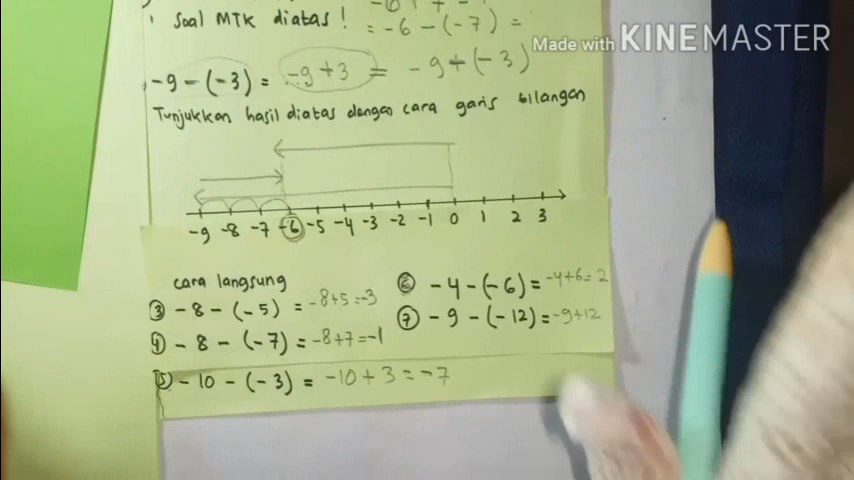 Soal MTK diatas ! = -6 - (-7) =
Made with KINEMASTER
-9 - (-3) = -9 + 3 = -9 + (-3)
Tunjukkan hasil diatas dengan cara garis bilangan
-9 -8 -7 -6 -5 -4 -3 -2 -1 0 1 2 3
cara langsung
③ -8 - (-5) = -8+5=-3
④ -8 - (-7) = -8+7=-1
⑤ -10 - (-3) = -10 + 3 = -7
⑥ -4 - (-6) = -4+6=2
⑦ -9 - (-12) = -9+12